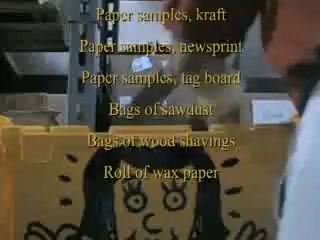 Paper samples, kraft
Paper samples, newsprint
Paper samples, tag board
Bags of sawdust
Bags of wood shavings
Roll of wax paper